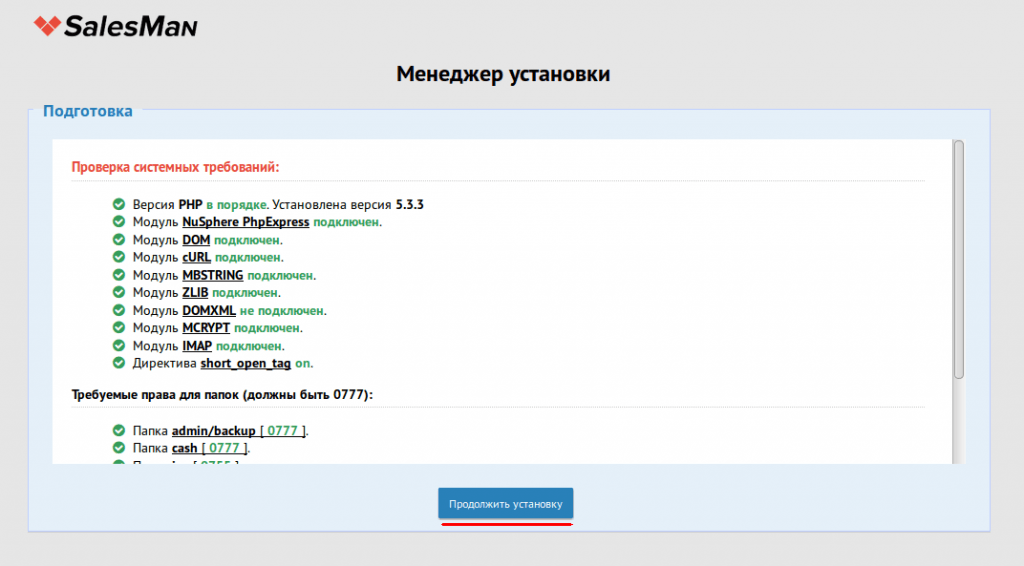 SalesMan
Менеджер установки
Подготовка
Проверка системных требований:
Версия PHP в порядке. Установлена версия 5.3.3
Модуль NuSphere PhpExpress подключен.
Модуль DOM подключен.
Модуль cURL подключен.
Модуль MBSTRING подключен.
Модуль ZLIB подключен.
Модуль DOMXML не подключен.
Модуль MCRYPT подключен.
Модуль IMAP подключен.
Директива short_open_tag on.
Требуемые права для папок (должны быть 0777):
Папка admin/backup [ 0777 ].
Папка cash [ 0777 ].
Продолжить установку